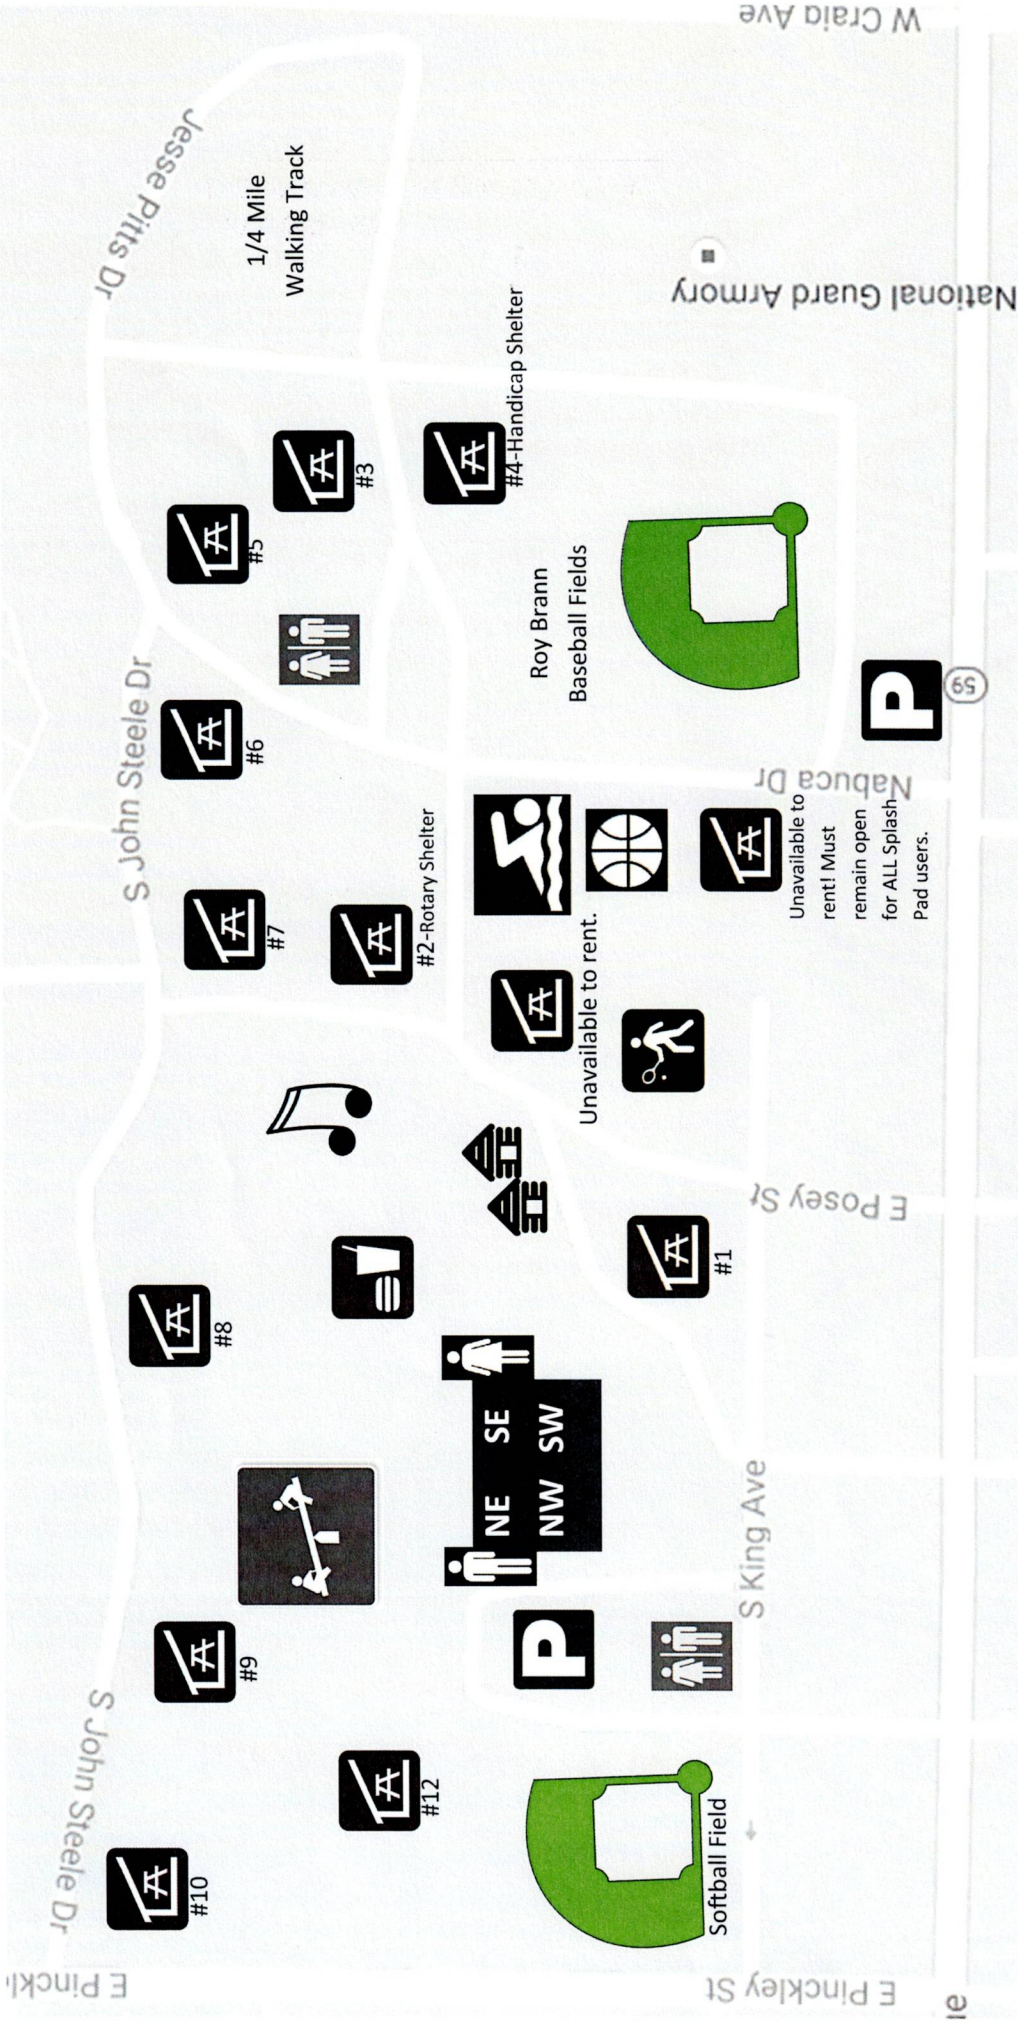 W Craig Ave
Jesse Pitts Dr
1/4 Mile
Walking Track
National Guard Armory
#3
#4-Handicap Shelter
#5
Roy Brann
Baseball Fields
S John Steele Dr
#6
P
59
Nabuca Dr
Unavailable to
rent! Must
remain open
for ALL Splash
Pad users.
#7
#2-Rotary Shelter
Unavailable to rent.
E Posey St
#1
#8
NE SE
NW SW
S King Ave
#9
P
S John Steele Dr
#12
#10
Softball Field
E Pinckl
E Pinckley St